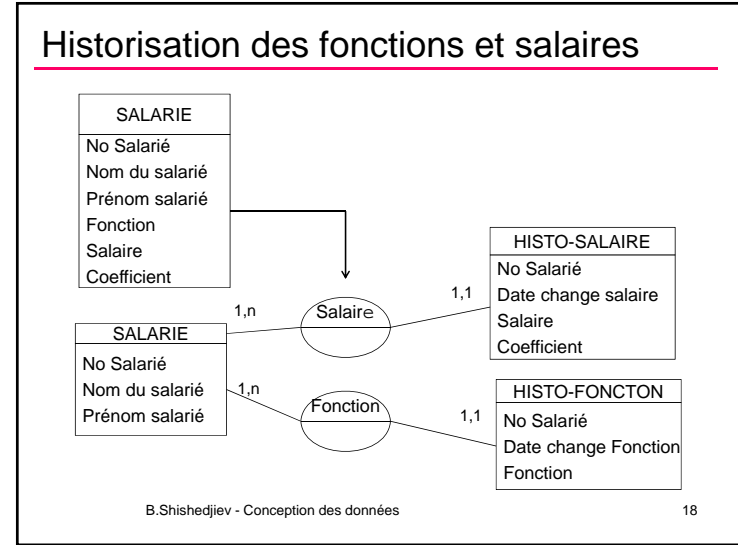 Historisation des fonctions et salaires
SALARIE
No Salarié
Nom du salarié
Prénom salarié
Fonction
Salaire
Coefficient
SALARIE
No Salarié
Nom du salarié
Prénom salarié
1,n
1,n
Salaire
Fonction
1,1
1,1
HISTO-SALAIRE
No Salarié
Date change salaire
Salaire
Coefficient
HISTO-FONCTON
No Salarié
Date change Fonction
Fonction
B.Shishedjiev - Conception des données
18